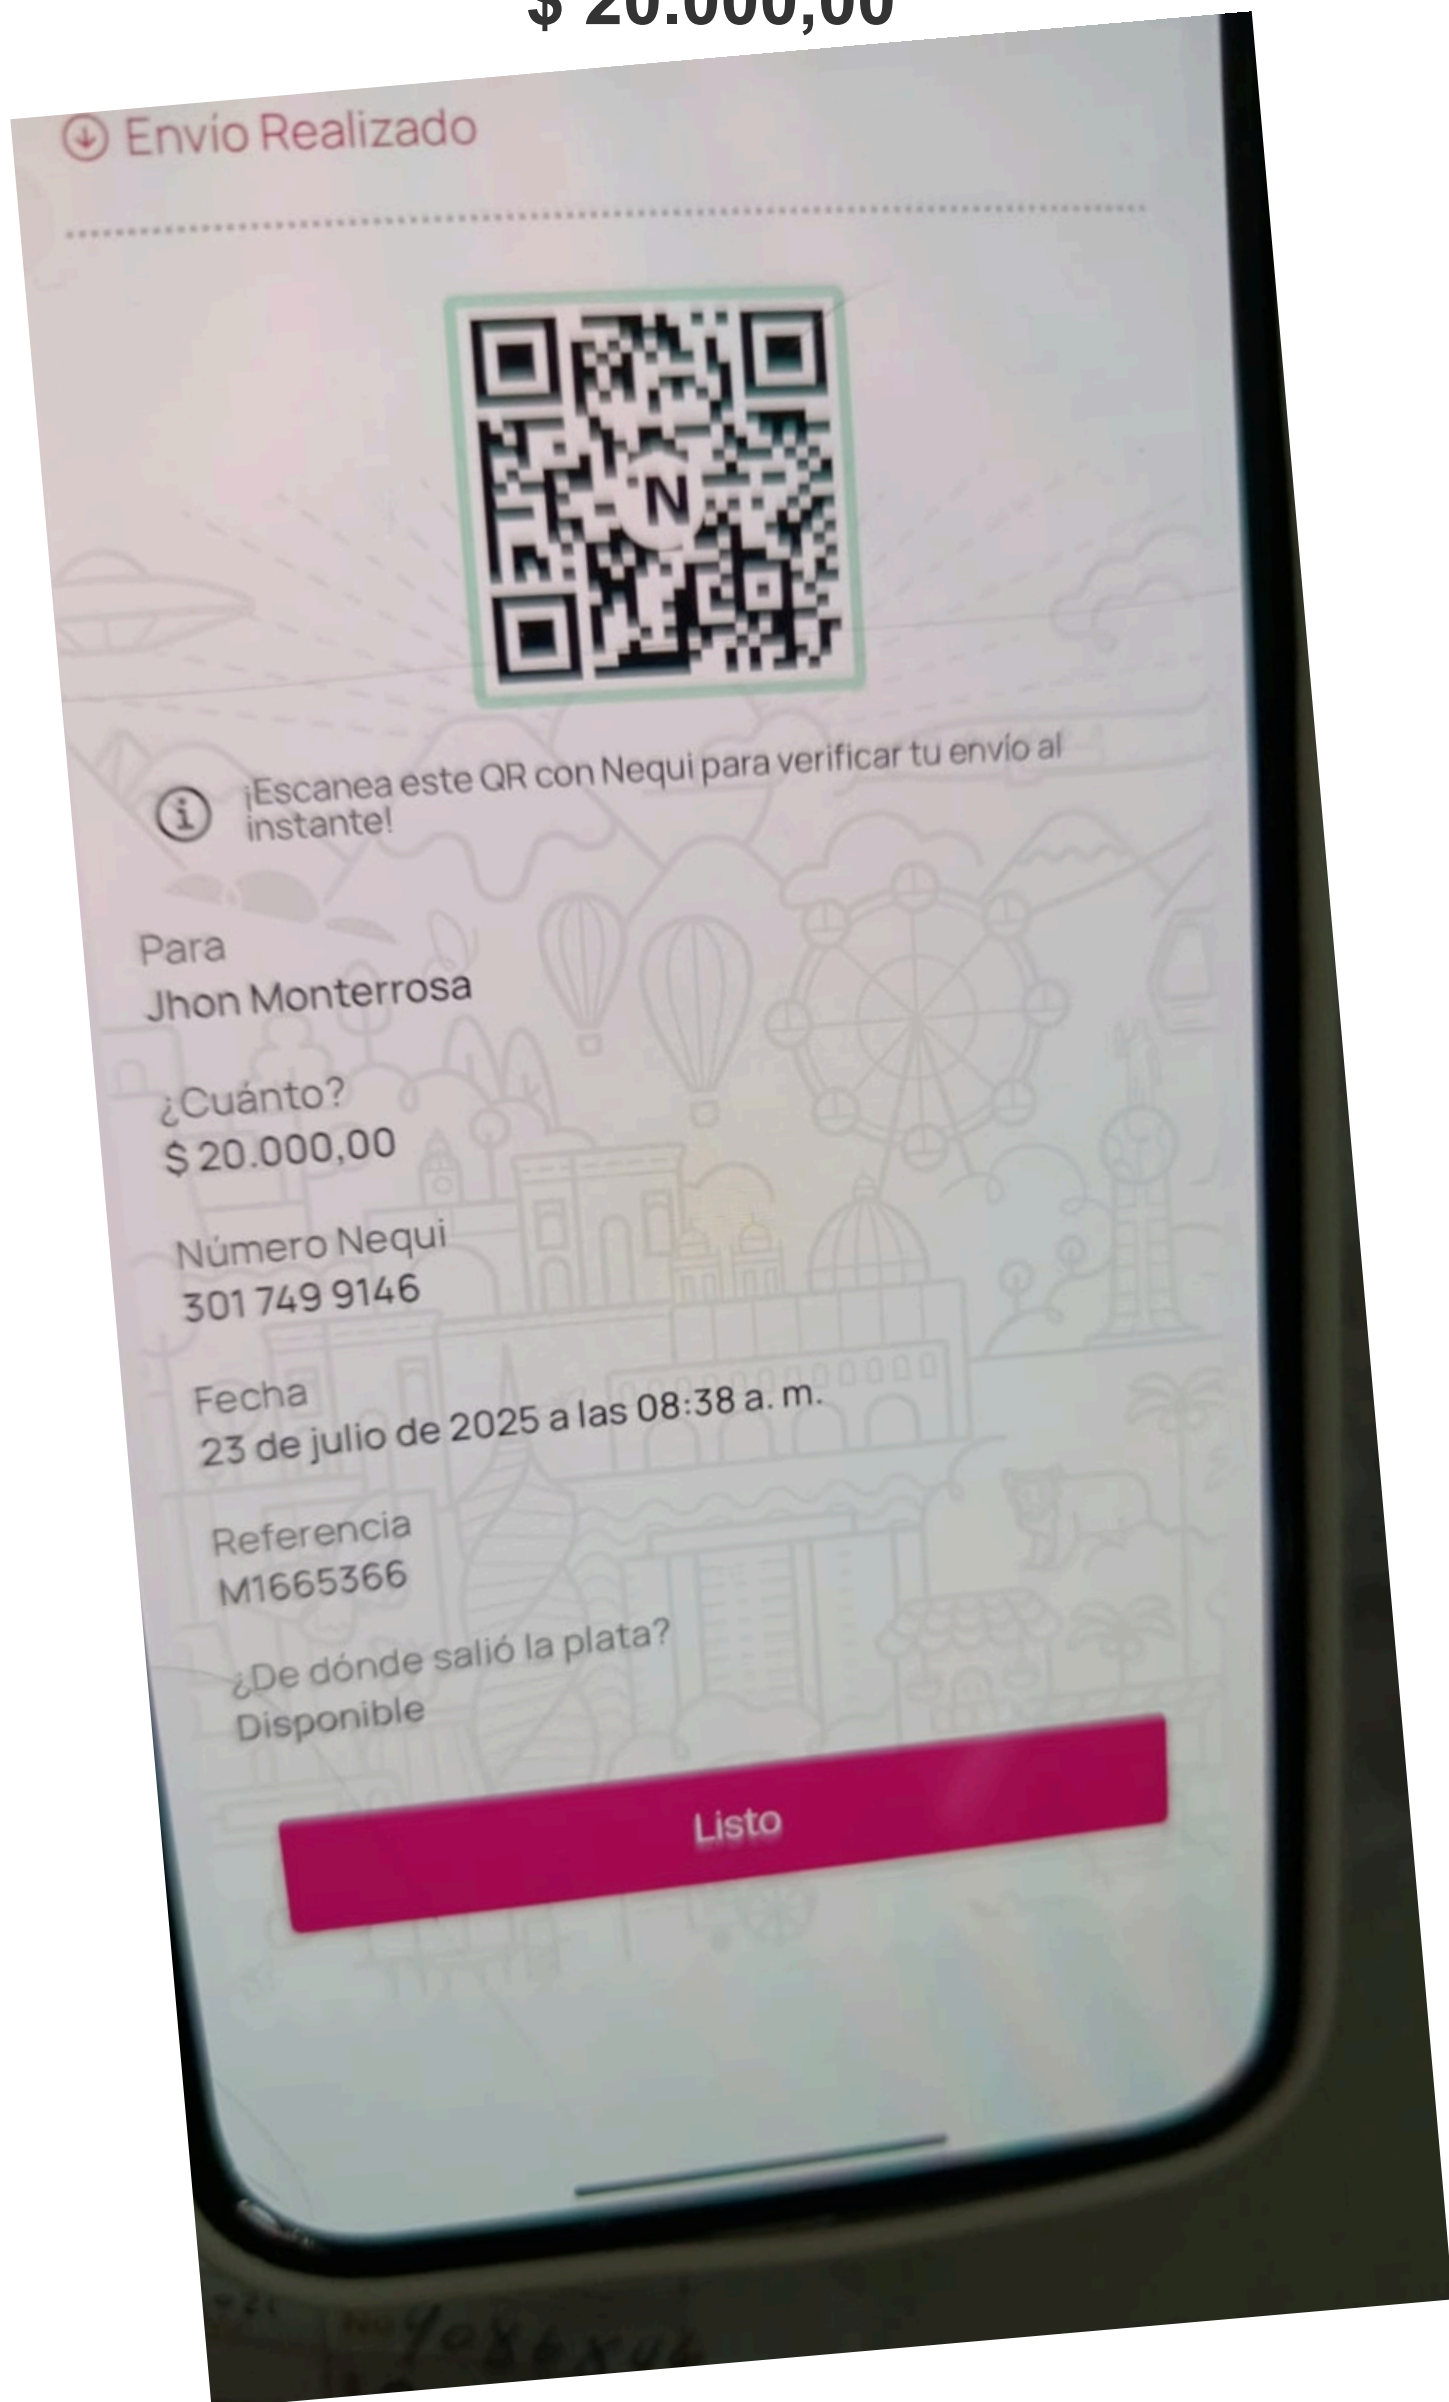 $ 20.000,00
Envío Realizado
N
¡Escanea este QR con Nequi para verificar tu envío al
instante!
Para
Jhon Monterrosa
¿Cuánto?
$ 20.000,00
Número Nequi
301 749 9146
Fecha
23 de julio de 2025 a las 08:38 a. m.
Referencia
M1665366
¿De dónde salió la plata?
Disponible
Listo